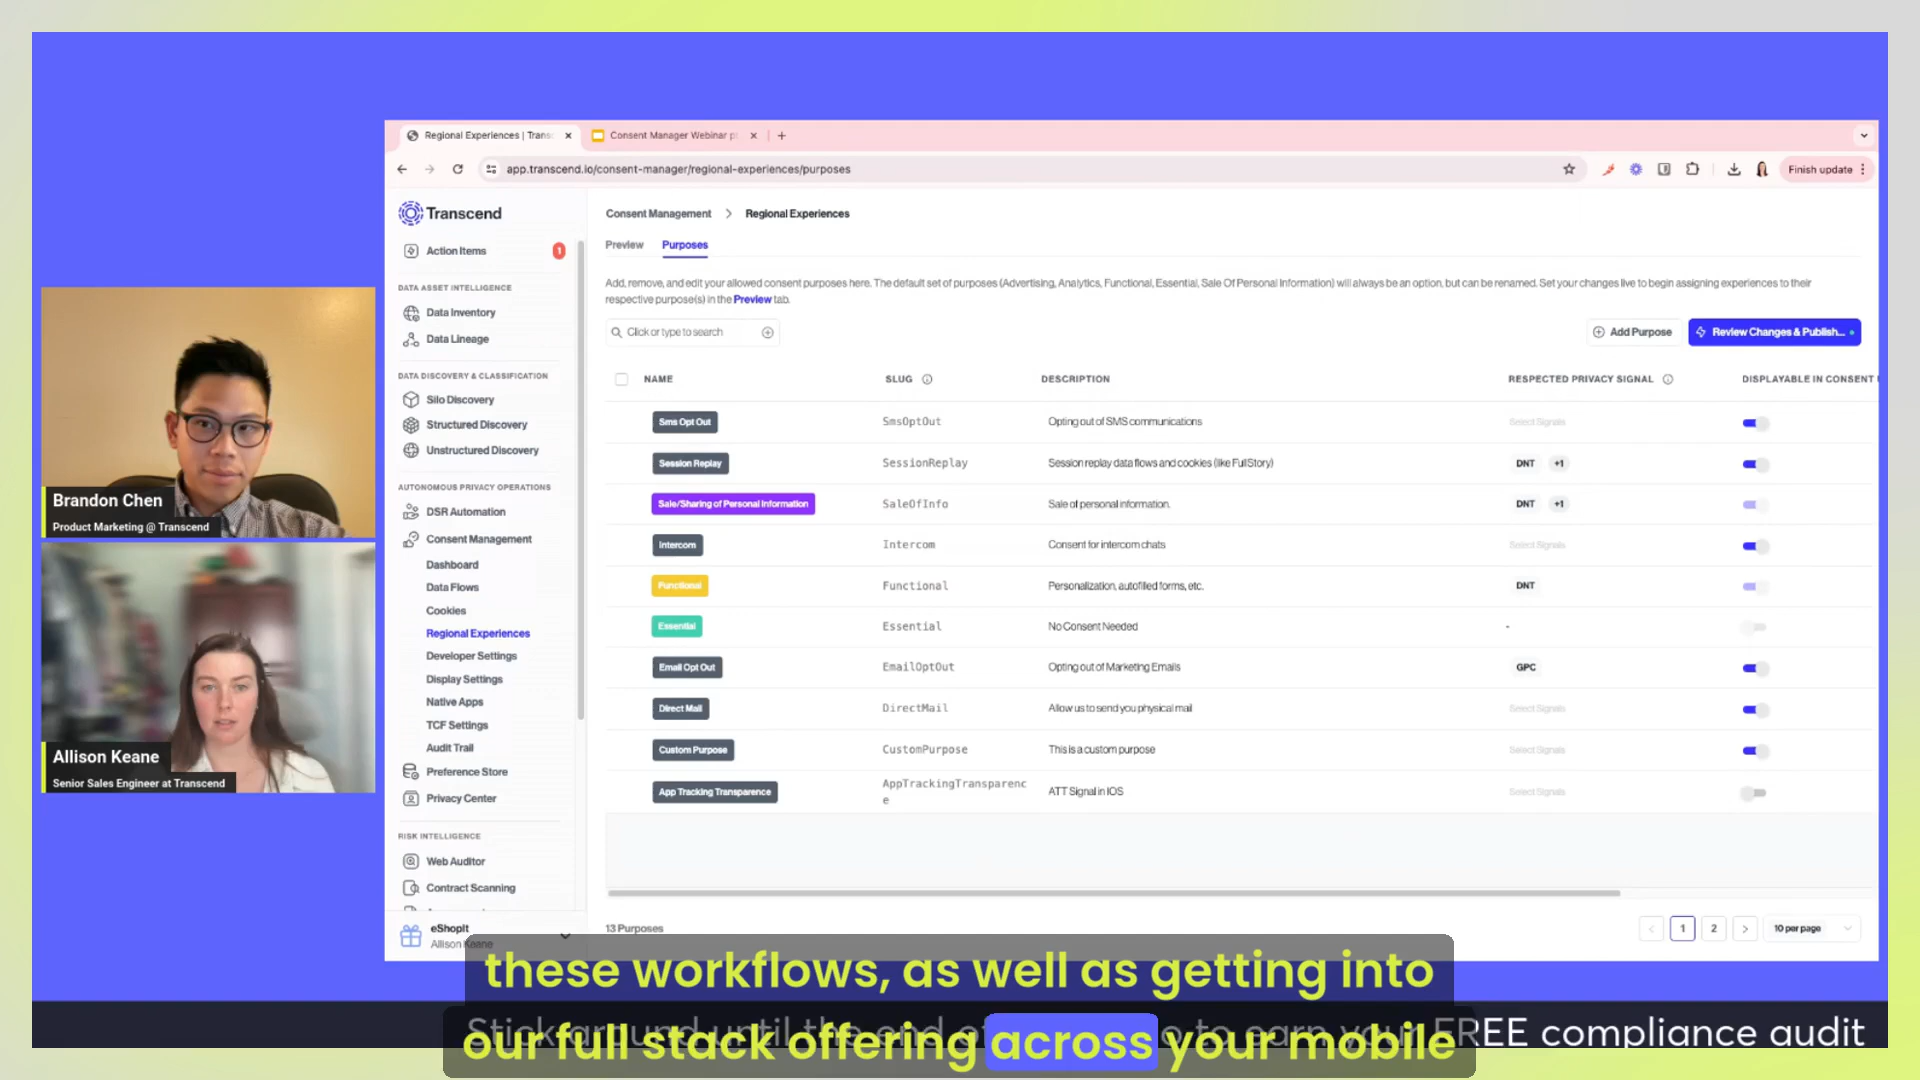 Regional Experiences | Trans
Consent Manager Webinar p
app.transcend.io/consent-manager/regional-experiences/purposes
Finish update
Transcend
Action Items
1
DATA ASSET INTELLIGENCE
Data Inventory
Data Lineage
DATA DISCOVERY & CLASSIFICATION
Silo Discovery
Structured Discovery
Unstructured Discovery
AUTONOMOUS PRIVACY OPERATIONS
DSR Automation
Consent Management
Dashboard
Data Flows
Cookies
Regional Experiences
Developer Settings
Display Settings
Native Apps
TCF Settings
Audit Trail
Preference Store
Privacy Center
RISK INTELLIGENCE
Web Auditor
Contract Scanning
eShopIt
Allison Keane
Consent Management > Regional Experiences
Preview Purposes
Add, remove, and edit your allowed consent purposes here. The default set of purposes (Advertising, Analytics, Functional, Essential, Sale Of Personal Information) will always be an option, but can be renamed. Set your changes live to begin assigning experiences to their
respective purpose(s) in the Preview tab.
Click or type to search
Add Purpose
Review Changes & Publish...
NAME SLUG DESCRIPTION RESPECTED PRIVACY SIGNAL DISPLAYABLE IN CONSENT
Sms Opt Out SmsOptOut Opting out of SMS communications Select Signals
Session Replay SessionReplay Session replay data flows and cookies (like FullStory) DNT +1
Sale/Sharing of Personal Information SaleOfInfo Sale of personal information. DNT +1
Intercom Intercom Consent for intercom chats Select Signals
Functional Functional Personalization, autofilled forms, etc. DNT
Essential Essential No Consent Needed -
Email Opt Out EmailOptOut Opting out of Marketing Emails GPC
Direct Mail DirectMail Allow us to send you physical mail Select Signals
Custom Purpose CustomPurpose This is a custom purpose Select Signals
App Tracking Transparence AppTrackingTransparenc
e ATT Signal in IOS Select Signals
13 Purposes
1 2 10 per page
Brandon Chen
Product Marketing @ Transcend
Allison Keane
Senior Sales Engineer at Transcend
these workflows, as well as getting into
our full stack offering across your mobile
Stick around until the end of to earn your FREE compliance audit